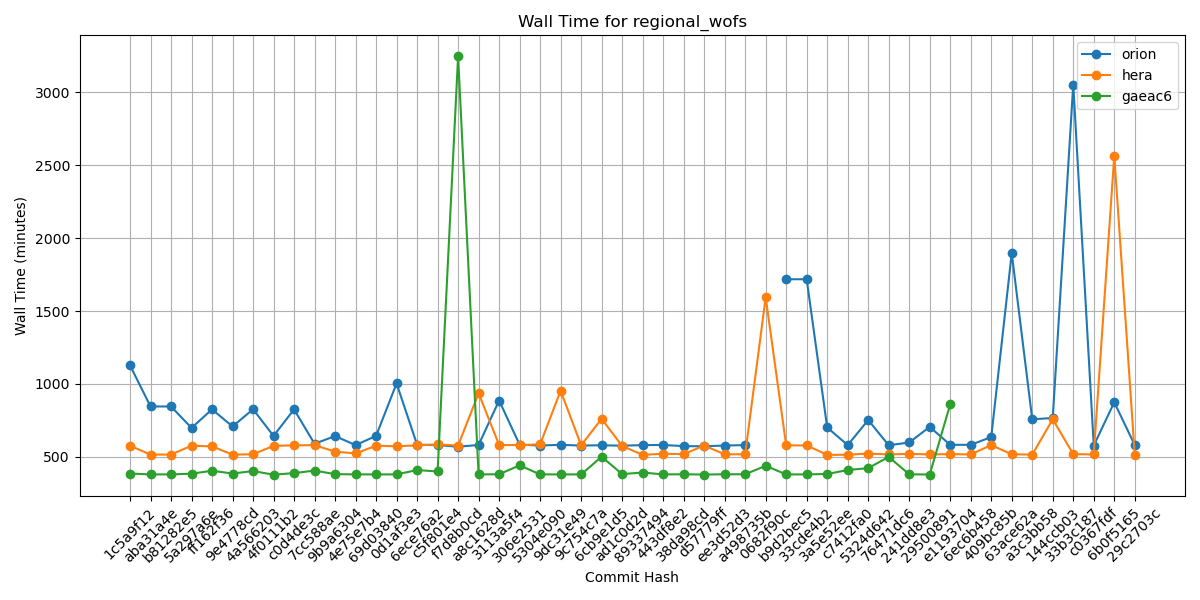 Wall Time for regional_wofs
orion
hera
gaeac6
Wall Time (minutes)
3000
2500
2000
1500
1000
500
1c5a9f12
aba31a4e
b81282e5
5a297a6e
ff162f36
9e4778cd
4a566203
4f0111b2
c0d4de3c
7cc588ae
9b9a6304
4e75e7b4
69d03840
0d1af3e3
6ece76a2
c5f801e4
f7d8b0cd
a8c1628d
3113a5f4
306e2531
5304e090
9dc31e49
9c754c7a
6cb9e1d5
ad1c0d2d
89337494
443df8e2
38da98cd
d57779ff
ee3d52d3
a498735b
0682f90c
b9d2bec5
33cde4b2
3a5e52ee
c7412fa0
5324d642
76471dc6
241dd8e3
29500891
e1193704
6ec6b458
409bc85b
63ace62a
a3c3bb58
144ccb03
33b3c187
c0367fdf
6b0f5165
29c2703c
Commit Hash